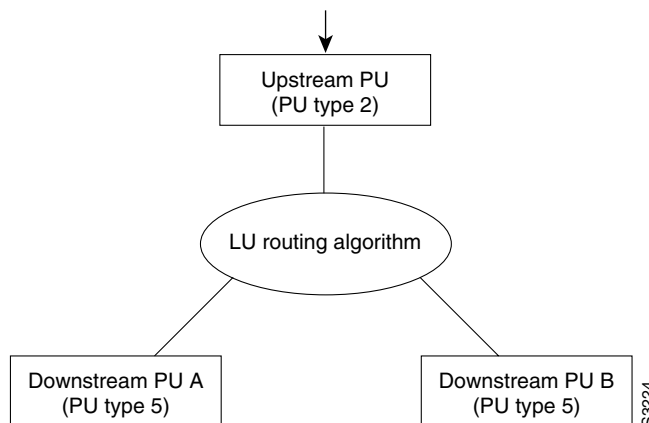 Upstream PU
(PU type 2)
LU routing algorithm
Downstream PU A
(PU type 5)
Downstream PU B
(PU type 5)